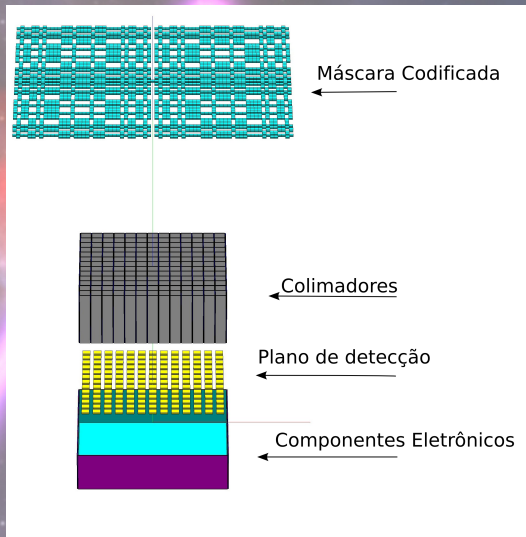 Máscara Codificada
Colimadores
Plano de detecção
Componentes Eletrônicos